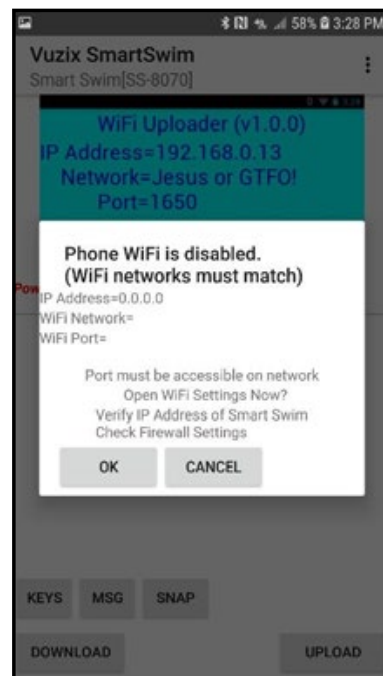 58% 3:28 PM
Vuzix SmartSwim
Smart Swim[SS-8070]
WiFi Uploader (v1.0.0)
IP Address=192.168.0.13
Network=Jesus or GTFO!
Port=1650
Phone WiFi is disabled.
(WiFi networks must match)
Pow
IP Address=0.0.0.0
WiFi Network=
WiFi Port=
Port must be accessible on network
Open WiFi Settings Now?
Verify IP Address of Smart Swim
Check Firewall Settings
OK CANCEL
KEYS MSG SNAP
DOWNLOAD UPLOAD